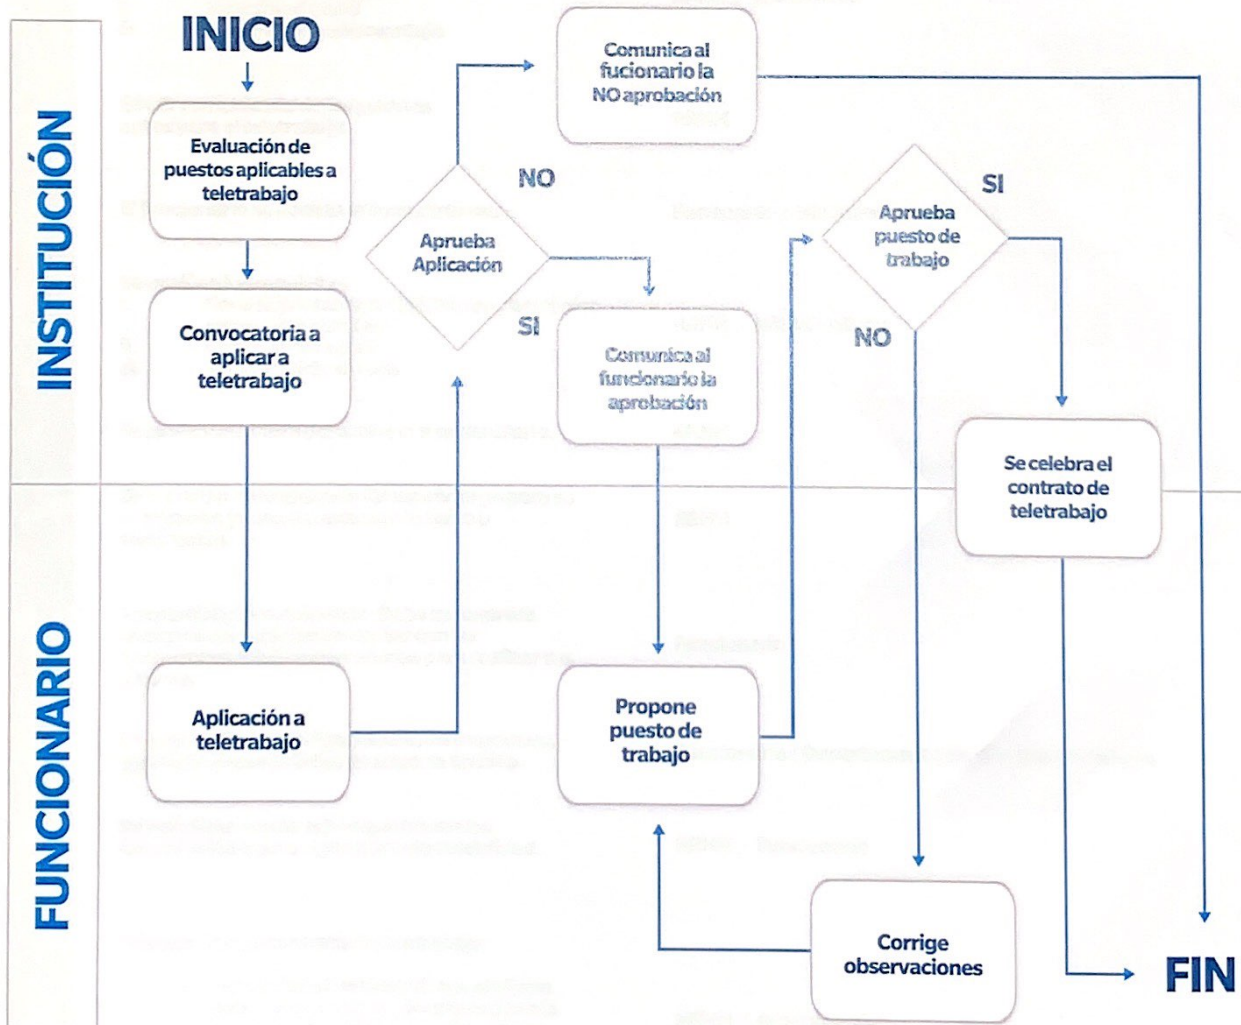 INSTITUCIÓN
FUNCIONARIO
INICIO
Evaluación de
puestos aplicables a
teletrabajo
Convocatoria a
aplicar a
teletrabajo
Aplicación a
teletrabajo
Aprueba
Aplicación
NO
SI
Comunica al
fucionario la
NO aprobación
Comunica al
funcionario la
aprobación
Propone
puesto de
trabajo
Aprueba
puesto de
trabajo
SI
NO
Corrige
observaciones
Se celebra el
contrato de
teletrabajo
FIN